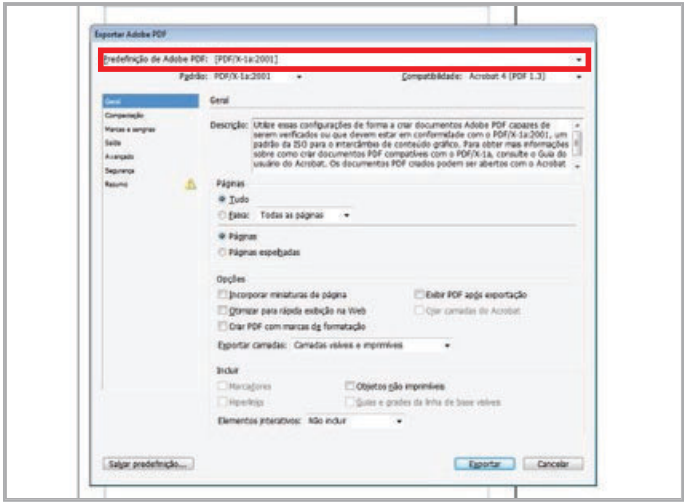 Exportar Adobe PDF
Predefinição de Adobe PDF: [PDF/X-1a:2001]
Padrão: PDF/X-1a:2001 Compatibilidade: Acrobat 4 (PDF 1.3)
Geral
Compactação
Marcas e sangrias
Saída
Avançado
Segurança
Resumo
Geral
Descrição: Utilize essas configurações de forma a criar documentos Adobe PDF capazes de
serem verificados ou que devem estar em conformidade com o PDF/X-1a:2001, um
padrão da ISO para o intercâmbio de conteúdo gráfico. Para obter mais informações
sobre como criar documentos PDF compatíveis com o PDF/X-1a, consulte o Guia do
usuário do Acrobat. Os documentos PDF criados podem ser abertos com o Acrobat
Páginas
Tudo
Faixa: Todas as páginas
Páginas
Páginas espelhadas
Opções
Incorporar miniaturas de página Exibir PDF após exportação
Otimizar para rápida exibição na Web Criar camadas do Acrobat
Criar PDF com marcas de formatação
Exportar camadas: Camadas visíveis e imprimíveis
Incluir
Marcadores Objetos não imprimíveis
Hiperlinks Guias e grades da linha de base visíveis
Elementos interativos: Não incluir
Salvar predefinição... Exportar Cancelar